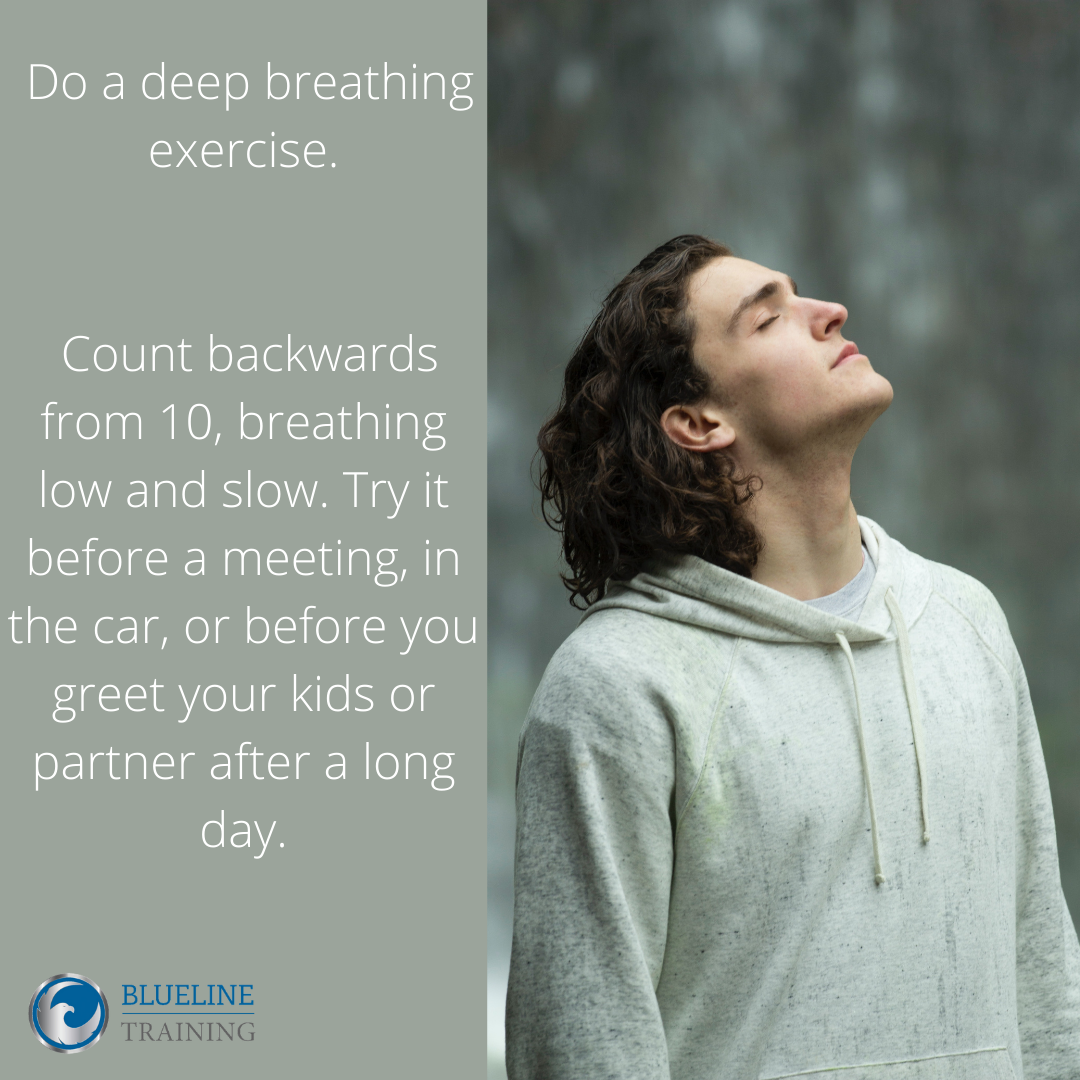 Do a deep breathing
exercise.
Count backwards
from 10, breathing
low and slow. Try it
before a meeting, in
the car, or before you
greet your kids or
partner after a long
day.
BLUELINE
TRAINING